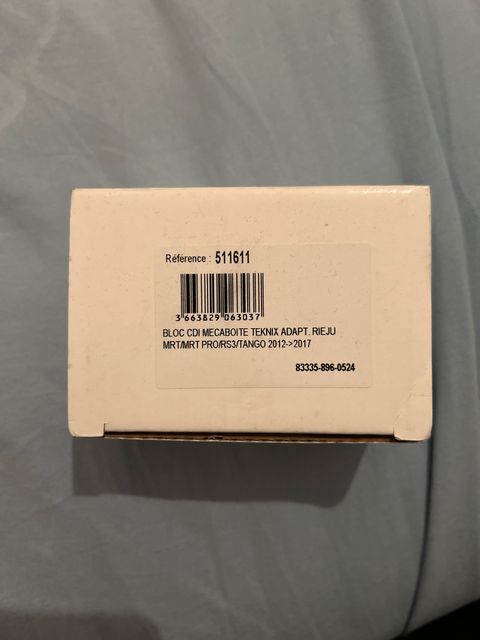 Référence : 511611
3 663829 063037
BLOC CDI MECABOITE TEKNIX ADAPT. RIEJU
MRT/MRT PRO/RS3/TANGO 2012->2017
83335-896-0524